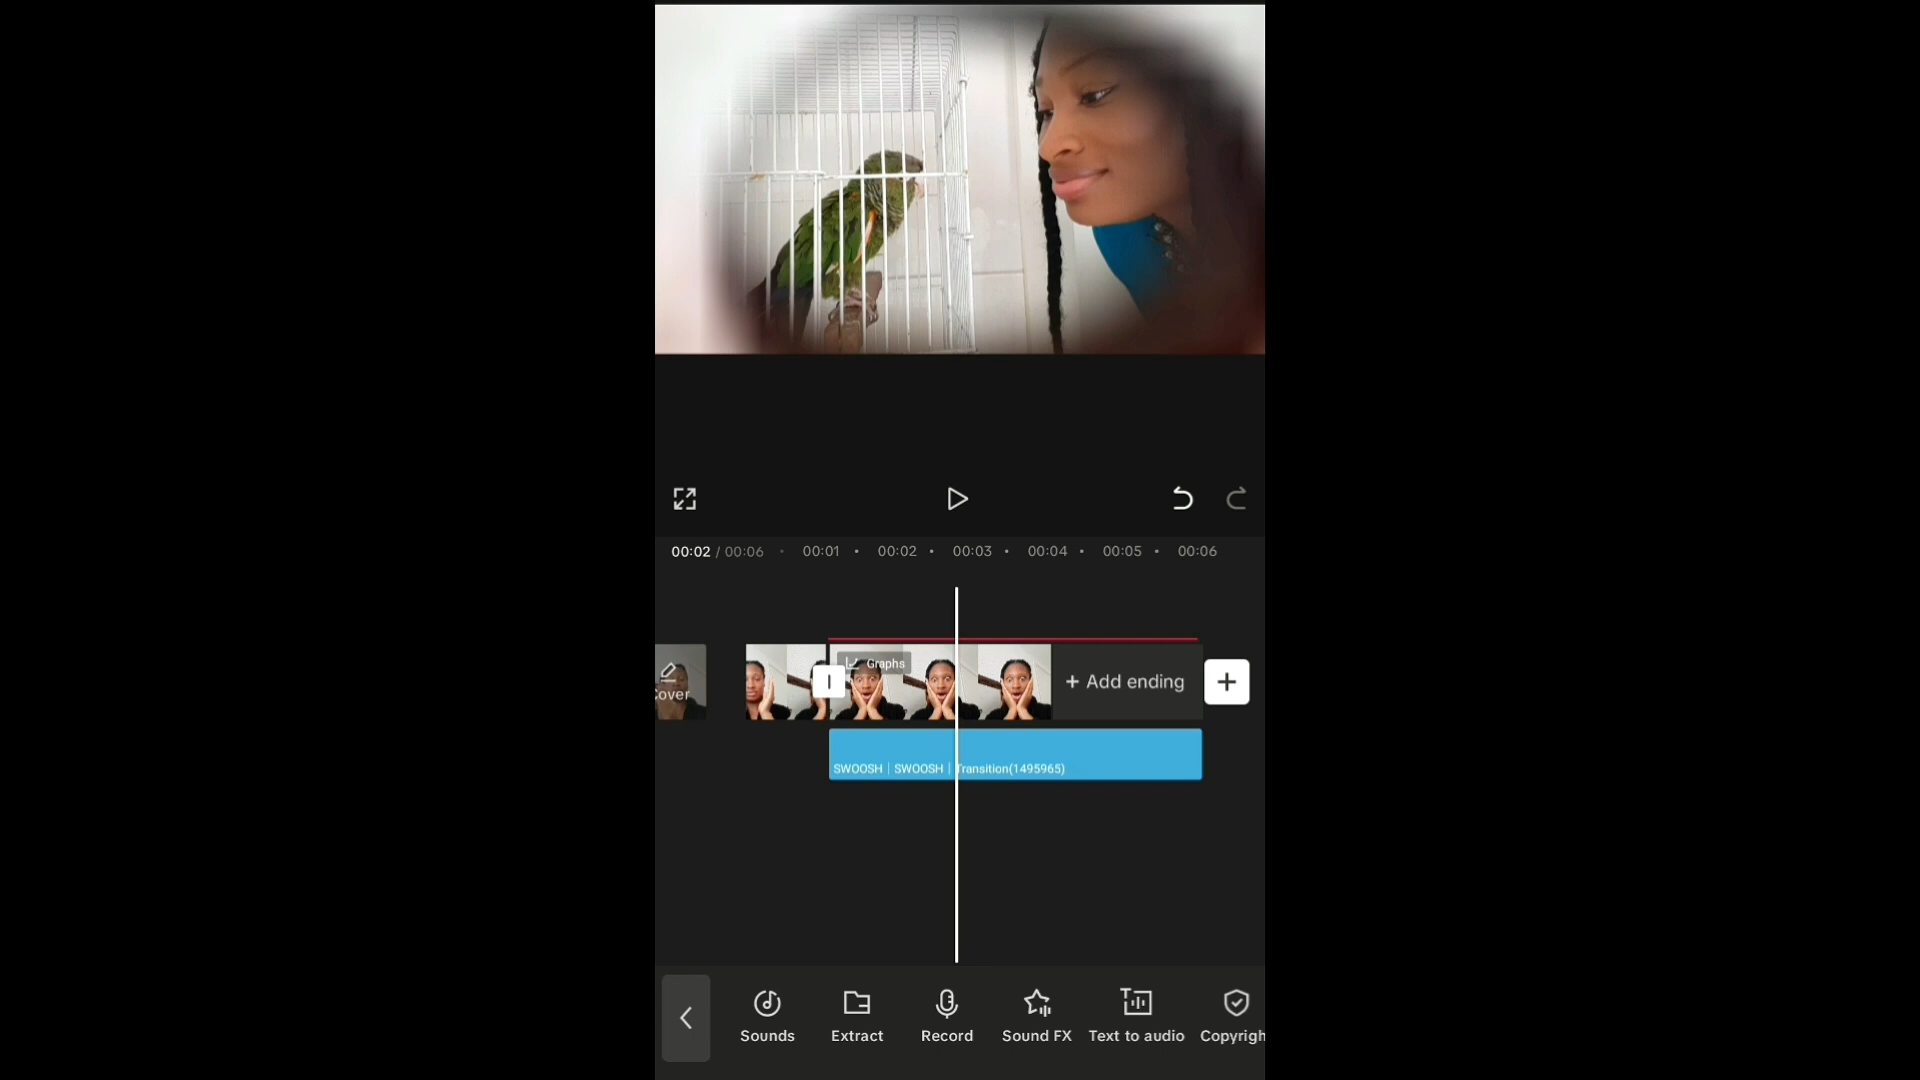 00:02 / 00:06 00:01 00:02 00:03 00:04 00:05 00:06
Graphs
Cover
+ Add ending
SWOOSH | SWOOSH | Transition(1495965)
Sounds Extract Record Sound FX Text to audio Copyrigh